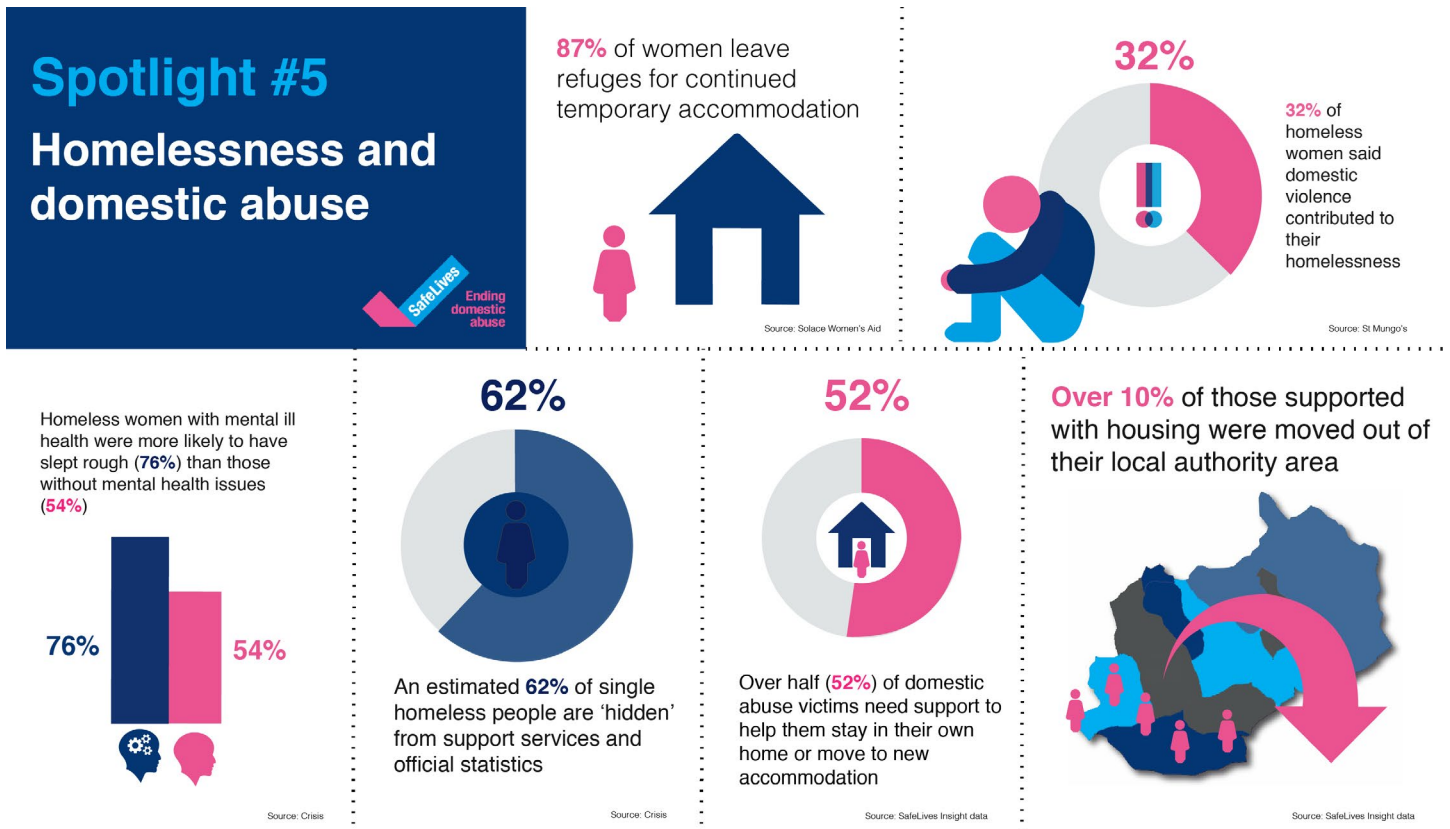 Spotlight #5
Homelessness and
domestic abuse
SafeLives
Ending
domestic
abuse
87% of women leave
refuges for continued
temporary accommodation
Source: Solace Women's Aid
32%
32% of
homeless
women said
domestic
violence
contributed to
their
homelessness
Source: St Mungo's
Homeless women with mental ill
health were more likely to have
slept rough (76%) than those
without mental health issues
(54%)
76%
54%
Source: Crisis
62%
An estimated 62% of single
homeless people are ‘hidden’
from support services and
official statistics
Source: Crisis
52%
Over half (52%) of domestic
abuse victims need support to
help them stay in their own
home or move to new
accommodation
Source: SafeLives Insight data
Over 10% of those supported
with housing were moved out of
their local authority area
Source: SafeLives Insight data